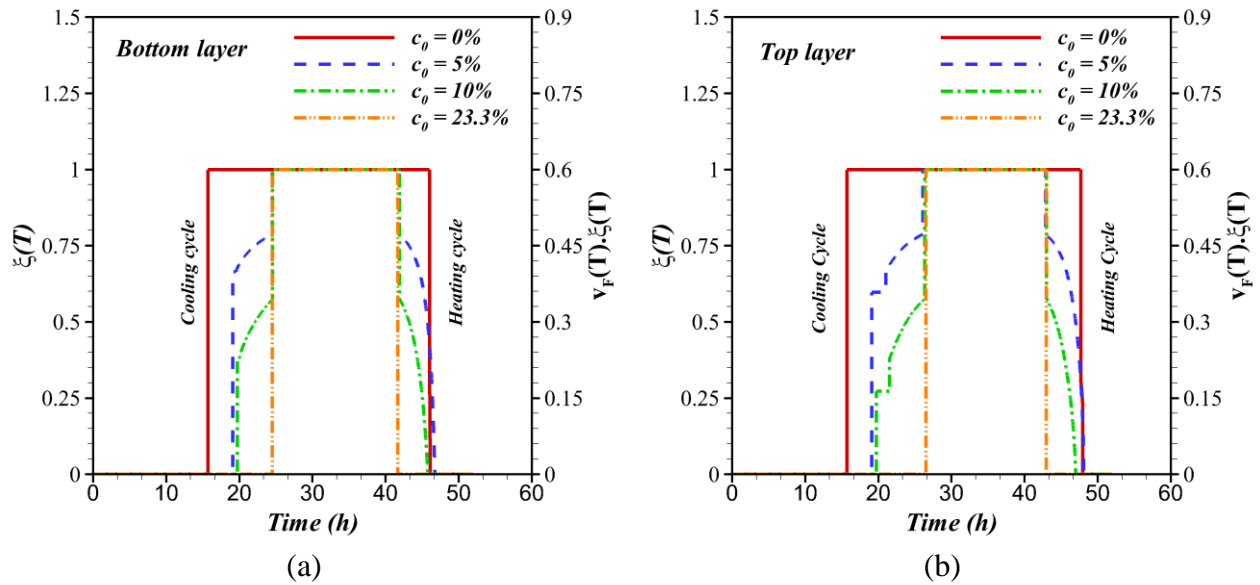 1.5
1.25
1
0.75
0.5
0.25
0
ξ(T)
Bottom layer
c₀ = 0%
c₀ = 5%
c₀ = 10%
c₀ = 23.3%
Cooling cycle
Heating cycle
0.9
0.75
0.6
0.45
0.3
0.15
0
v_F(T).ξ(T)
0 10 20 30 40 50 60
Time (h)
(a)
1.5
1.25
1
0.75
0.5
0.25
0
ξ(T)
Top layer
c₀ = 0%
c₀ = 5%
c₀ = 10%
c₀ = 23.3%
Cooling Cycle
Heating Cycle
0.9
0.75
0.6
0.45
0.3
0.15
0
v_F(T).ξ(T)
0 10 20 30 40 50 60
Time (h)
(b)